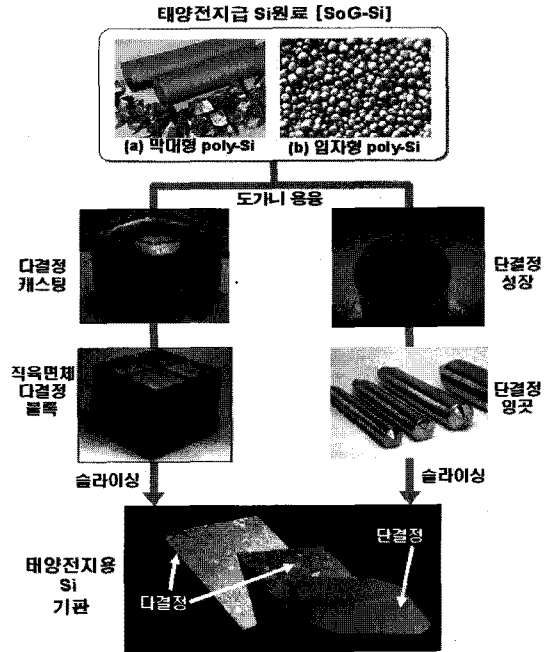 태양전지급 Si원료 [SoG-Si]
(a) 막대형 poly-Si
(b) 입자형 poly-Si
도가니 용융
다결정
캐스팅
단결정
성장
직육면체
다결정
블록
단결정
잉곳
슬라이싱
슬라이싱
태양전지용
Si
기판
다결정
단결정